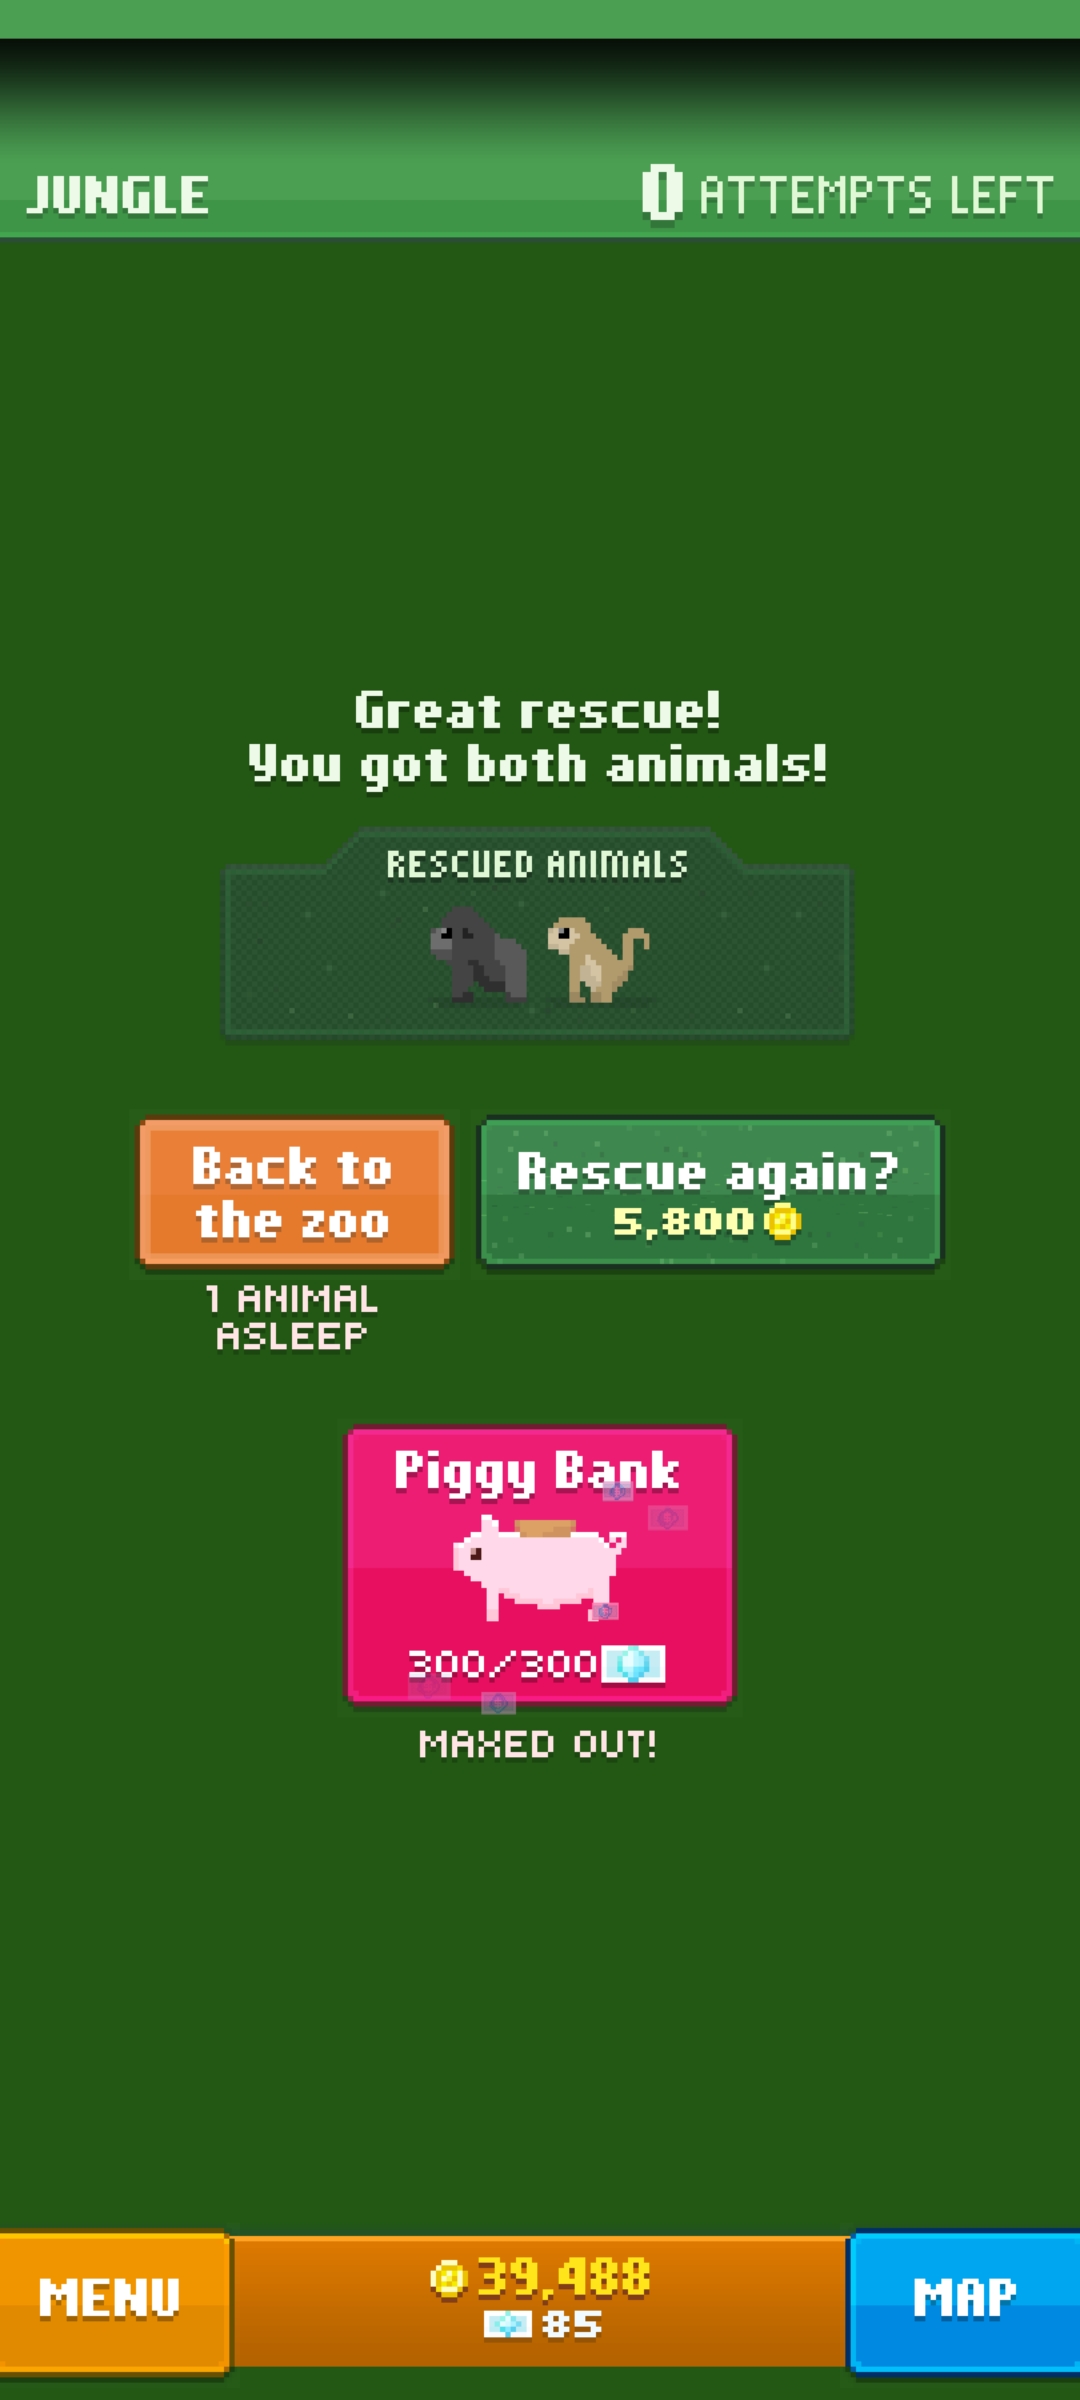 JUNGLE
0 ATTEMPTS LEFT
Great rescue!
You got both animals!
RESCUED ANIMALS
Back to
the zoo
Rescue again?
5,800
1 ANIMAL
ASLEEP
Piggy Bank
300/300
MAXED OUT!
MENU
39,488
85
MAP